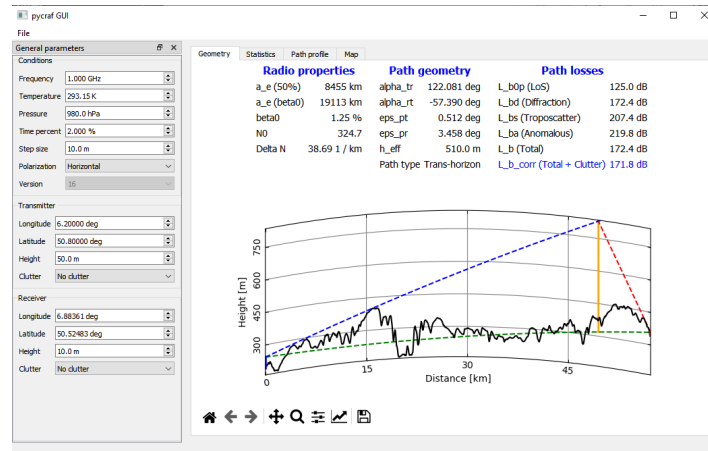 pycraf GUI
File
General parameters
Conditions
Frequency 1.000 GHz
Temperature 293.15 K
Pressure 980.0 hPa
Time percent 2.000 %
Step size 10.0 m
Polarization Horizontal
Version 16
Transmitter
Longitude 6.20000 deg
Latitude 50.80000 deg
Height 50.0 m
Clutter No clutter
Receiver
Longitude 6.88361 deg
Latitude 50.52483 deg
Height 10.0 m
Clutter No clutter
Geometry Statistics Path profile Map
Radio properties Path geometry Path losses
a_e (50%) 8455 km alpha_tr 122.081 deg L_b0p (LoS) 125.0 dB
a_e (beta0) 19113 km alpha_rt -57.390 deg L_bd (Diffraction) 172.4 dB
beta0 1.25 % eps_pt 0.512 deg L_bs (Troposcatter) 207.4 dB
N0 324.7 eps_pr 3.458 deg L_ba (Anomalous) 219.8 dB
Delta N 38.69 1 / km h_eff 510.0 m L_b (Total) 172.4 dB
Path type Trans-horizon L_b_corr (Total + Clutter) 171.8 dB
750
600
450
300
Height [m]
0 15 30 45
Distance [km]